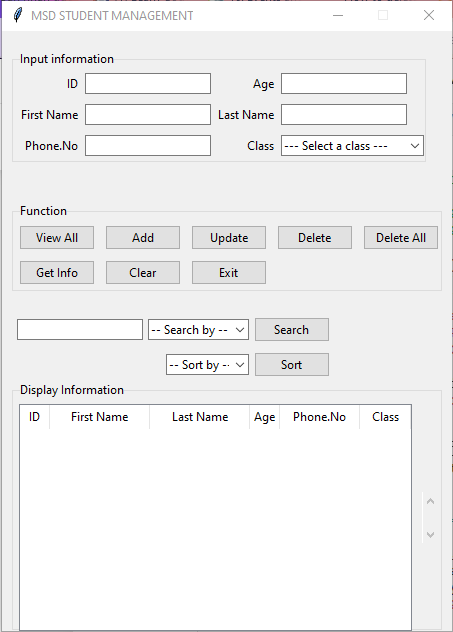 MSD STUDENT MANAGEMENT
Input information
ID Age
First Name Last Name
Phone.No Class --- Select a class ---
Function
View All Add Update Delete Delete All
Get Info Clear Exit
-- Search by -- Search
-- Sort by -- Sort
Display Information
ID First Name Last Name Age Phone.No Class